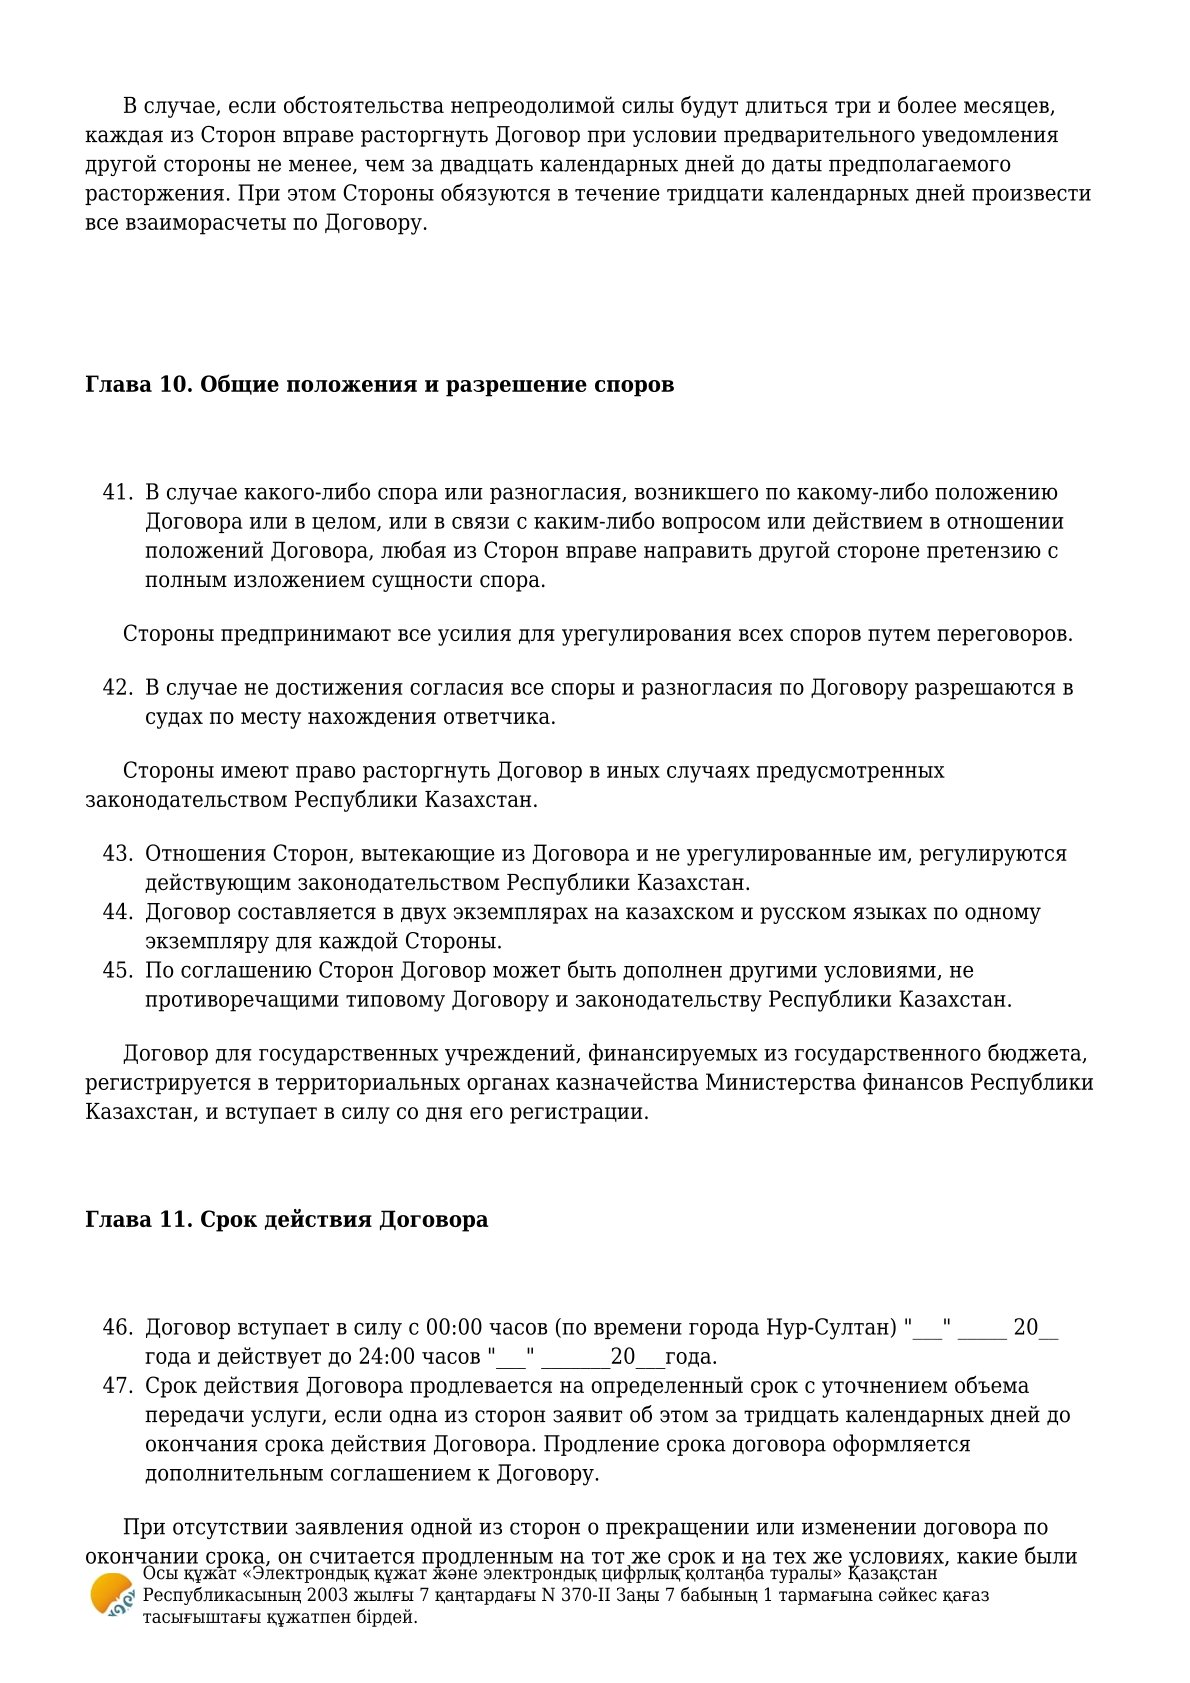 В случае, если обстоятельства непреодолимой силы будут длиться три и более месяцев,
каждая из Сторон вправе расторгнуть Договор при условии предварительного уведомления
другой стороны не менее, чем за двадцать календарных дней до даты предполагаемого
расторжения. При этом Стороны обязуются в течение тридцати календарных дней произвести
все взаиморасчеты по Договору.
Глава 10. Общие положения и разрешение споров
41. В случае какого-либо спора или разногласия, возникшего по какому-либо положению
Договора или в целом, или в связи с каким-либо вопросом или действием в отношении
положений Договора, любая из Сторон вправе направить другой стороне претензию с
полным изложением сущности спора.
Стороны предпринимают все усилия для урегулирования всех споров путем переговоров.
42. В случае не достижения согласия все споры и разногласия по Договору разрешаются в
судах по месту нахождения ответчика.
Стороны имеют право расторгнуть Договор в иных случаях предусмотренных
законодательством Республики Казахстан.
43. Отношения Сторон, вытекающие из Договора и не урегулированные им, регулируются
действующим законодательством Республики Казахстан.
44. Договор составляется в двух экземплярах на казахском и русском языках по одному
экземпляру для каждой Стороны.
45. По соглашению Сторон Договор может быть дополнен другими условиями, не
противоречащими типовому Договору и законодательству Республики Казахстан.
Договор для государственных учреждений, финансируемых из государственного бюджета,
регистрируется в территориальных органах казначейства Министерства финансов Республики
Казахстан, и вступает в силу со дня его регистрации.
Глава 11. Срок действия Договора
46. Договор вступает в силу с 00:00 часов (по времени города Нур-Султан) "___" _____ 20__
года и действует до 24:00 часов "___" _______20___года.
47. Срок действия Договора продлевается на определенный срок с уточнением объема
передачи услуги, если одна из сторон заявит об этом за тридцать календарных дней до
окончания срока действия Договора. Продление срока договора оформляется
дополнительным соглашением к Договору.
При отсутствии заявления одной из сторон о прекращении или изменении договора по
окончании срока, он считается продленным на тот же срок и на тех же условиях, какие были
Осы құжат «Электрондық құжат және электрондық цифрлық қолтаңба туралы» Қазақстан
Республикасының 2003 жылғы 7 қаңтардағы N 370-II Заңы 7 бабының 1 тармағына сәйкес қағаз
тасығыштағы құжатпен бірдей.